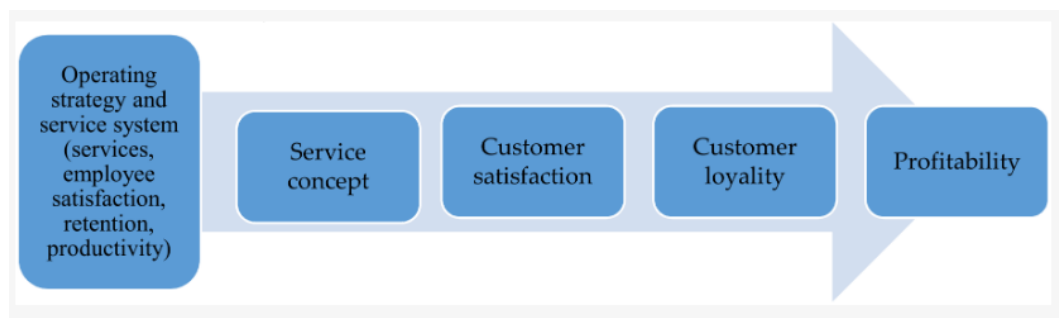 Operating
strategy and
service system
(services,
employee
satisfaction,
retention,
productivity)
Service
concept
Customer
satisfaction
Customer
loyality
Profitability